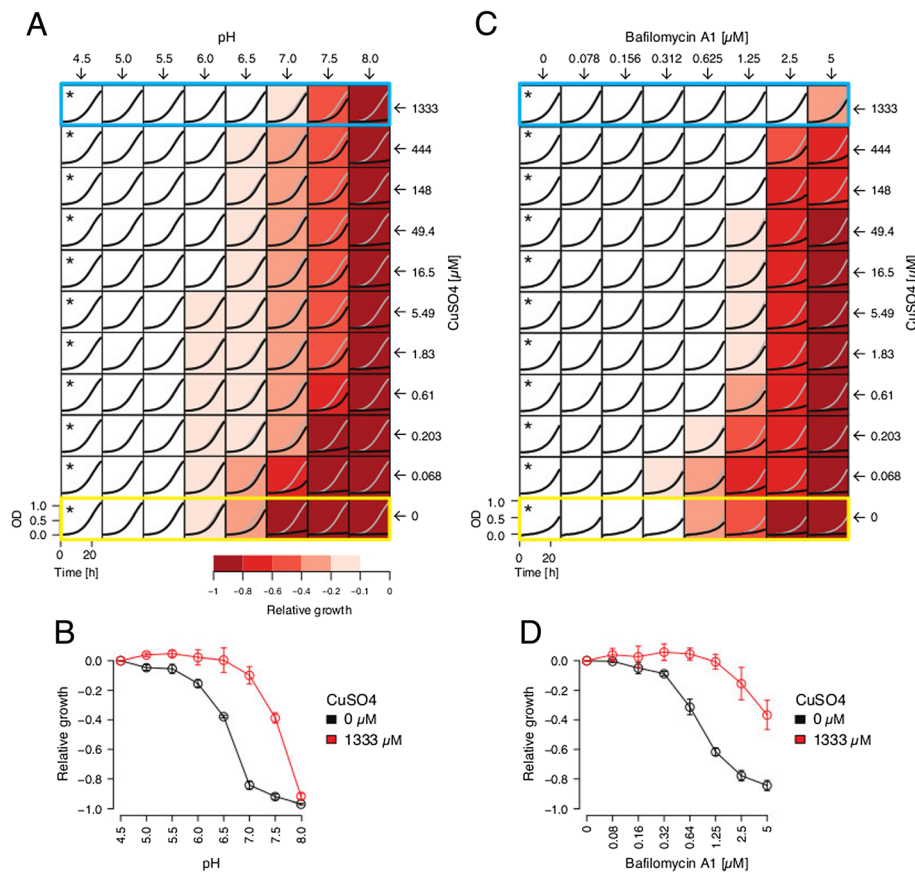 A
pH
4.5 5.0 5.5 6.0 6.5 7.0 7.5 8.0
* ← 1333
* ← 444
* ← 148
* ← 49.4
* ← 16.5
* ← 5.49
* ← 1.83
* ← 0.61
* ← 0.203
* ← 0.068
* ← 0
CuSO4 [µM]
OD
1.0
0.5
0.0
0 20
Time [h]
−1 −0.8 −0.6 −0.4 −0.2 −0.1 0
Relative growth
C
Bafilomycin A1 [µM]
0 0.078 0.156 0.312 0.625 1.25 2.5 5
* ← 1333
* ← 444
* ← 148
* ← 49.4
* ← 16.5
* ← 5.49
* ← 1.83
* ← 0.61
* ← 0.203
* ← 0.068
* ← 0
CuSO4 [µM]
OD
1.0
0.5
0.0
0 20
Time [h]
B
Relative growth
0.0
−0.2
−0.4
−0.6
−0.8
−1.0
4.5 5.0 5.5 6.0 6.5 7.0 7.5 8.0
pH
CuSO4
0 µM
1333 µM
D
Relative growth
0.0
−0.2
−0.4
−0.6
−0.8
−1.0
0 0.08 0.16 0.32 0.64 1.25 2.5 5
Bafilomycin A1 [µM]
CuSO4
0 µM
1333 µM